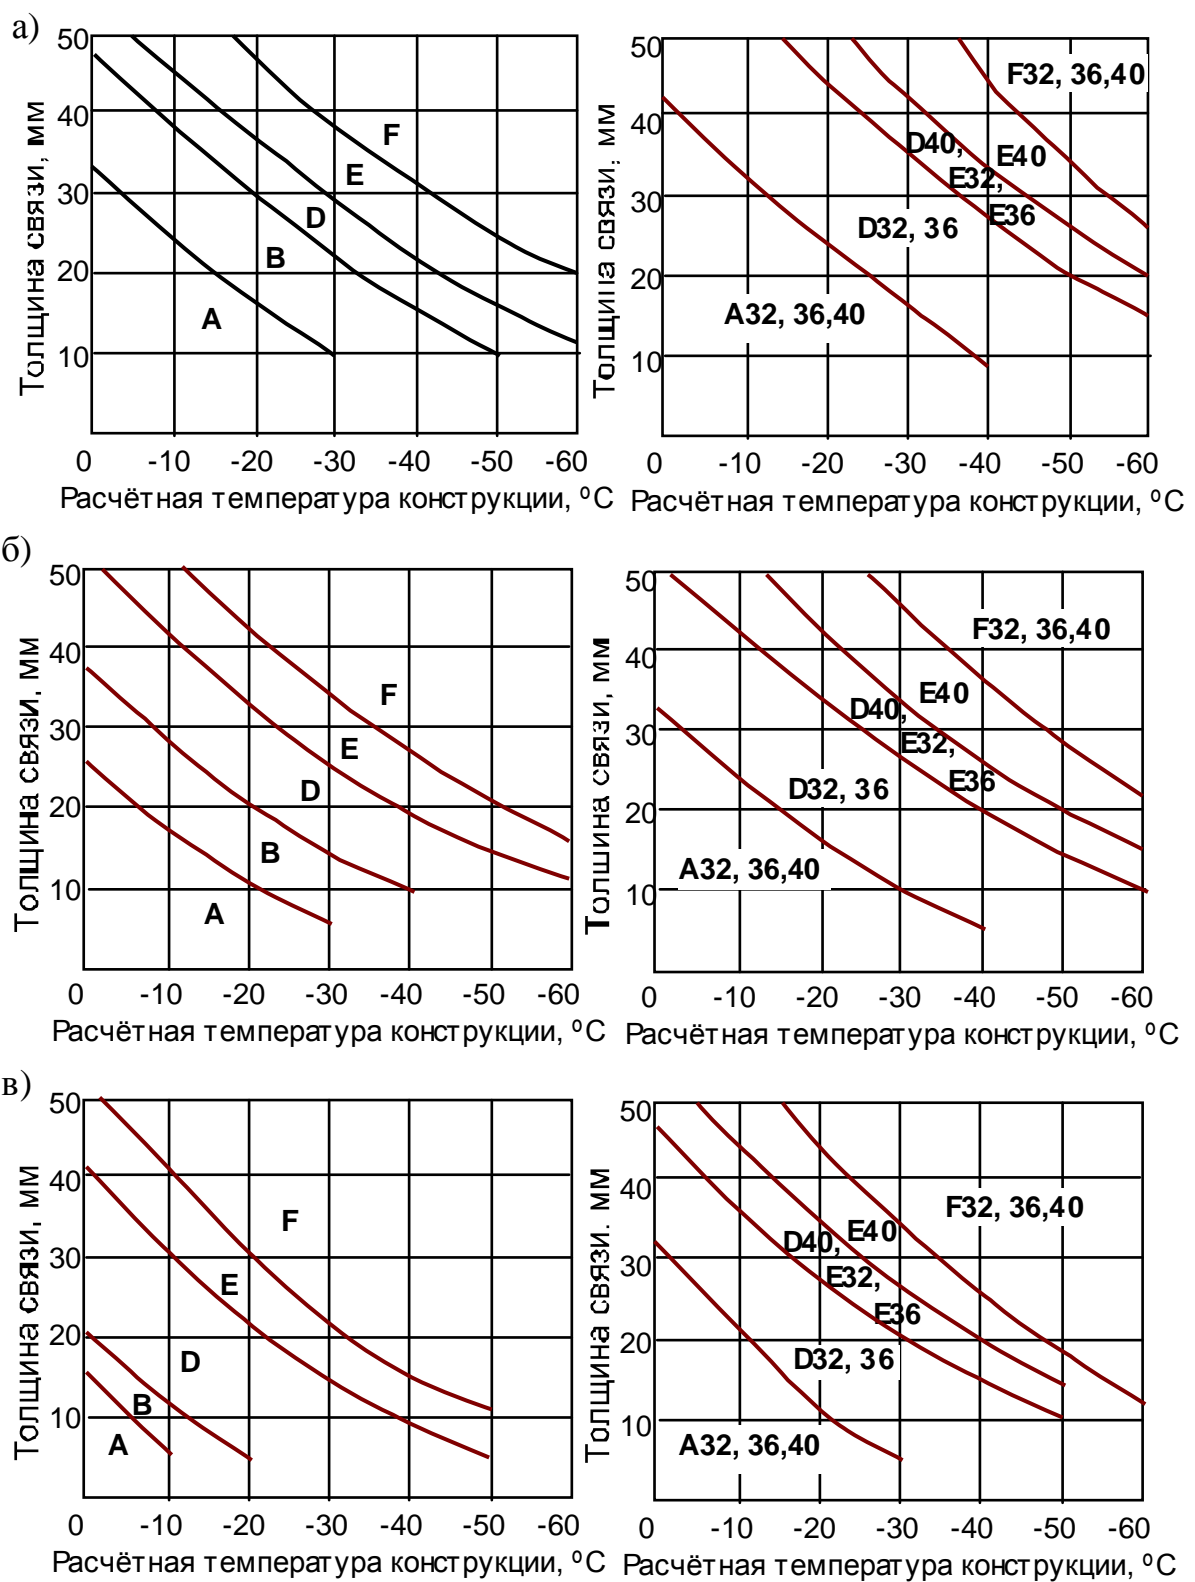 а)
Толщина связи, мм
50
40
30
20
10
F
E
D
B
A
0 -10 -20 -30 -40 -50 -60
Расчётная температура конструкции, ⁰С
Толщина связи, мм
50
40
30
20
10
F32, 36,40
D40,
E40
E32,
E36
D32, 36
A32, 36,40
0 -10 -20 -30 -40 -50 -60
Расчётная температура конструкции, ⁰С
б)
Толщина связи, мм
50
40
30
20
10
F
E
D
B
A
0 -10 -20 -30 -40 -50 -60
Расчётная температура конструкции, ⁰С
Толщина связи, мм
50
40
30
20
10
F32, 36,40
E40
D40,
E32,
E36
D32, 36
A32, 36,40
0 -10 -20 -30 -40 -50 -60
Расчётная температура конструкции, ⁰С
в)
Толщина связи, мм
50
40
30
20
10
F
E
D
B
A
0 -10 -20 -30 -40 -50 -60
Расчётная температура конструкции, ⁰С
Толщина связи. мм
50
40
30
20
10
F32, 36,40
E40
D40,
E32,
E36
D32, 36
A32, 36,40
0 -10 -20 -30 -40 -50 -60
Расчётная температура конструкции, ⁰С